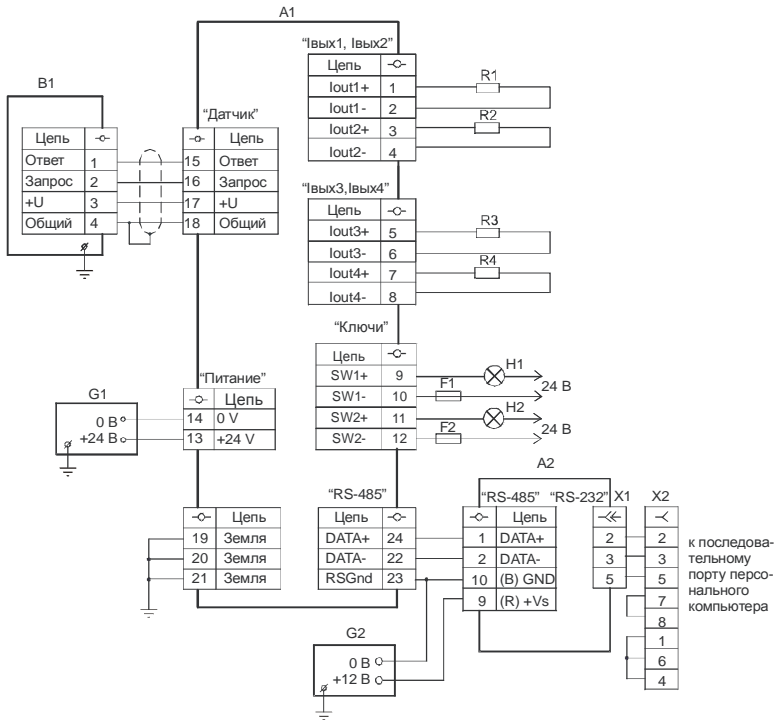 A1
"Iвых1, Iвых2"
Цепь
Iout1+ 1
Iout1- 2
Iout2+ 3
Iout2- 4
R1
R2
B1
Цепь
Ответ 1
Запрос 2
+U 3
Общий 4
"Датчик"
Цепь
15 Ответ
16 Запрос
17 +U
18 Общий
"Iвых3,Iвых4"
Цепь
Iout3+ 5
Iout3- 6
Iout4+ 7
Iout4- 8
R3
R4
"Ключи"
Цепь
SW1+ 9
SW1- 10
SW2+ 11
SW2- 12
H1
F1
24 В
H2
F2
24 В
G1
0 В
+24 В
"Питание"
Цепь
14 0 V
13 +24 V
19 Земля
20 Земля
21 Земля
Цепь
"RS-485"
Цепь
DATA+ 24
DATA- 22
RSGnd 23
A2
"RS-485" "RS-232" X1 X2
Цепь
1 DATA+
2 DATA-
10 (B) GND
9 (R) +Vs
2
3
5
2
3
5
7
8
1
6
4
к последова-
тельному
порту персо-
нального
компьютера
G2
0 В
+12 В